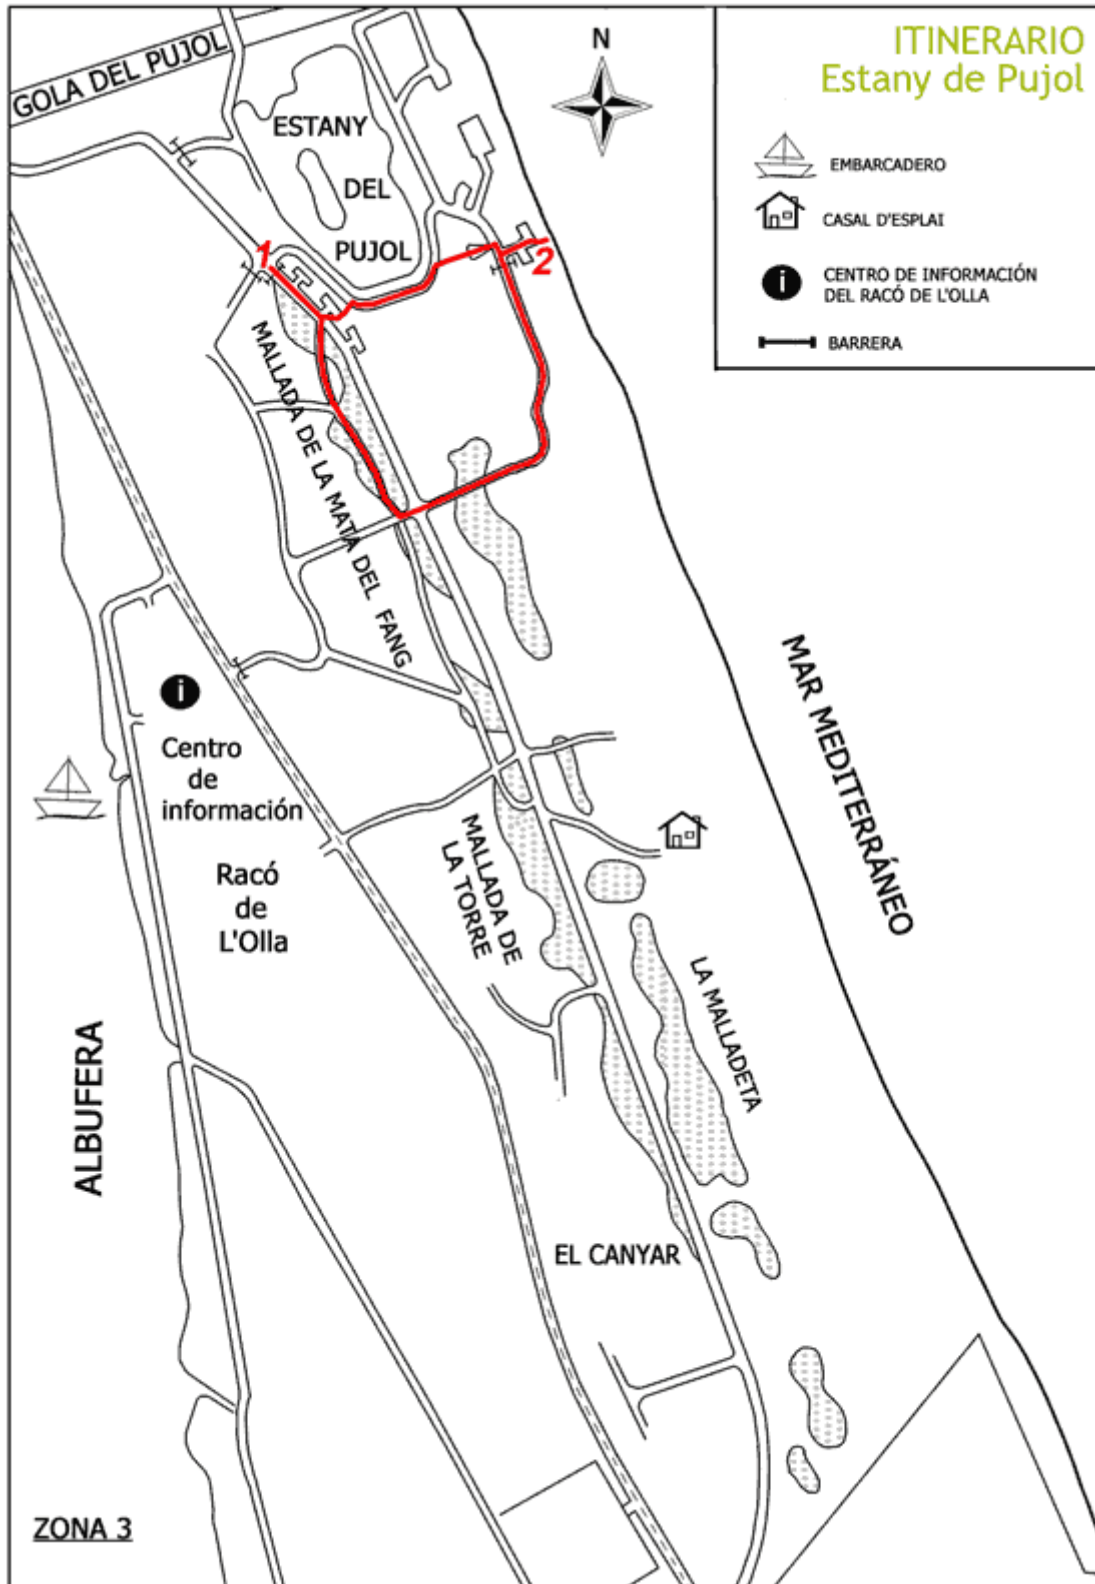 ITINERARIO
Estany de Pujol
EMBARCADERO
CASAL D'ESPLAI
i
CENTRO DE INFORMACIÓN
DEL RACÓ DE L'OLLA
BARRERA
N
GOLA DEL PUJOL
ESTANY
DEL
PUJOL
1
2
MALLADA DE LA MATA DEL FANG
i
Centro
de
información
Racó
de
L'Olla
MAR MEDITERRÁNEO
MALLADA DE
LA TORRE
LA MALLADETA
ALBUFERA
EL CANYAR
ZONA 3